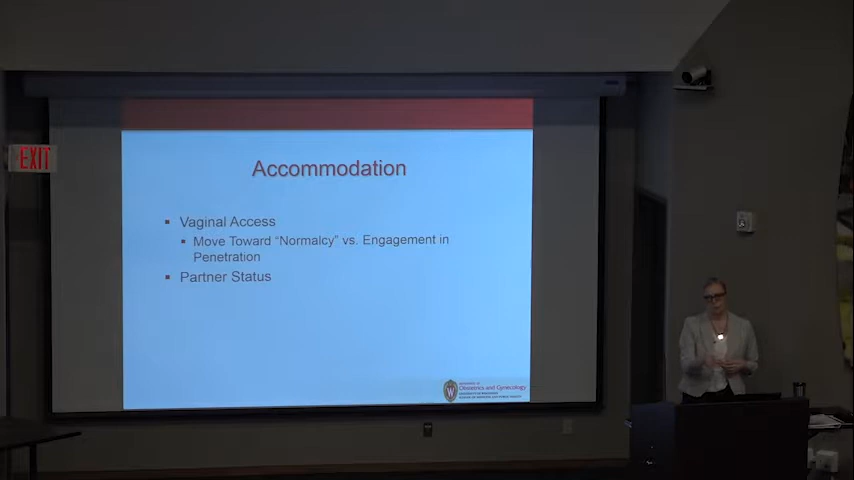 EXIT
Accommodation
Vaginal Access
Move Toward “Normalcy” vs. Engagement in
Penetration
Partner Status
Obstetrics and Gynecology